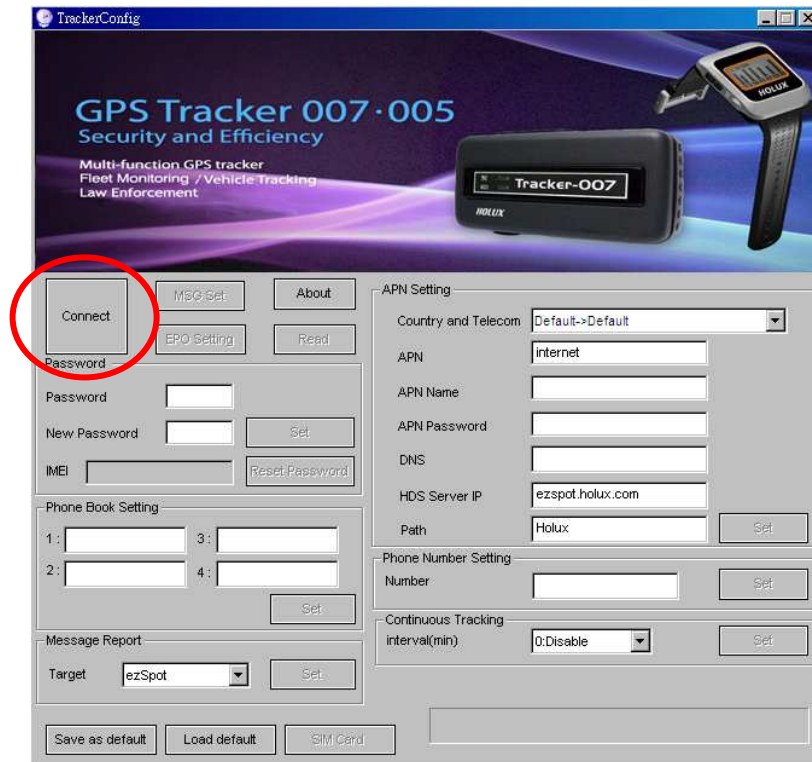 TrackerConfig
GPS Tracker 007·005
Security and Efficiency
Multi-function GPS tracker
Fleet Monitoring / Vehicle Tracking
Law Enforcement
HOLUX
Tracker-007
HOLUX
Connect
MSG Set
About
EPO Setting
Read
Password
Password
New Password
Set
IMEI
Reset Password
Phone Book Setting
1 :
3 :
2 :
4 :
Set
Message Report
Target
ezSpot
Set
Save as default
Load default
SIM Card
APN Setting
Country and Telecom
Default->Default
APN
internet
APN Name
APN Password
DNS
HDS Server IP
ezspot.holux.com
Path
Holux
Set
Phone Number Setting
Number
Set
Continuous Tracking
interval(min)
0:Disable
Set